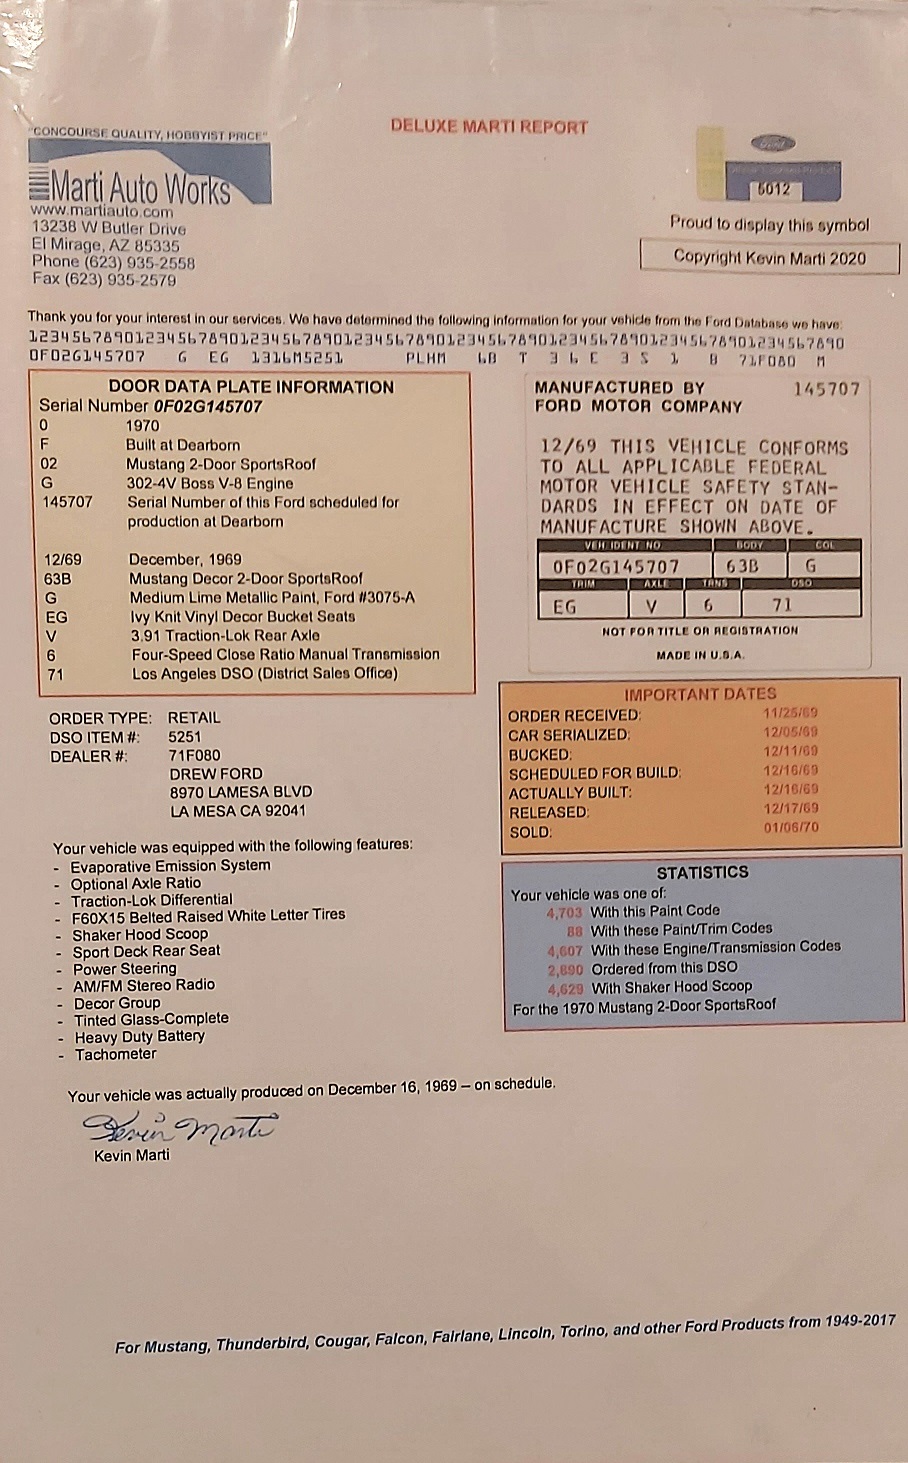 DELUXE MARTI REPORT
"CONCOURSE QUALITY, HOBBYIST PRICE"
Marti Auto Works
www.martiauto.com
13238 W Butler Drive
El Mirage, AZ 85335
Phone (623) 935-2558
Fax (623) 935-2579
Ford
6012
Proud to display this symbol
Copyright Kevin Marti 2020
Thank you for your interest in our services. We have determined the following information for your vehicle from the Ford Database we have:
12345678901234567890123456789012345678901234567890123456789012345678901234567890
0F02G145707 G EG 1316M5251 PLHM 6B T 3 6 E 3 S 1 B 71F080 M
DOOR DATA PLATE INFORMATION
Serial Number 0F02G145707
0 1970
F Built at Dearborn
02 Mustang 2-Door SportsRoof
G 302-4V Boss V-8 Engine
145707 Serial Number of this Ford scheduled for
production at Dearborn
12/69 December, 1969
63B Mustang Decor 2-Door SportsRoof
G Medium Lime Metallic Paint, Ford #3075-A
EG Ivy Knit Vinyl Decor Bucket Seats
V 3.91 Traction-Lok Rear Axle
6 Four-Speed Close Ratio Manual Transmission
71 Los Angeles DSO (District Sales Office)
MANUFACTURED BY 145707
FORD MOTOR COMPANY
12/69 THIS VEHICLE CONFORMS
TO ALL APPLICABLE FEDERAL
MOTOR VEHICLE SAFETY STAN-
DARDS IN EFFECT ON DATE OF
MANUFACTURE SHOWN ABOVE.
VEH. IDENT. NO. BODY COL
0F02G145707 63B G
TRIM AXLE TRNS DSO
EG V 6 71
NOT FOR TITLE OR REGISTRATION
MADE IN U.S.A.
ORDER TYPE: RETAIL
DSO ITEM #: 5251
DEALER #: 71F080
DREW FORD
8970 LAMESA BLVD
LA MESA CA 92041
IMPORTANT DATES
ORDER RECEIVED: 11/25/69
CAR SERIALIZED: 12/05/69
BUCKED: 12/11/69
SCHEDULED FOR BUILD: 12/16/69
ACTUALLY BUILT: 12/16/69
RELEASED: 12/17/69
SOLD: 01/06/70
Your vehicle was equipped with the following features:
- Evaporative Emission System
- Optional Axle Ratio
- Traction-Lok Differential
- F60X15 Belted Raised White Letter Tires
- Shaker Hood Scoop
- Sport Deck Rear Seat
- Power Steering
- AM/FM Stereo Radio
- Decor Group
- Tinted Glass-Complete
- Heavy Duty Battery
- Tachometer
STATISTICS
Your vehicle was one of:
4,703 With this Paint Code
88 With these Paint/Trim Codes
4,607 With these Engine/Transmission Codes
2,890 Ordered from this DSO
4,629 With Shaker Hood Scoop
For the 1970 Mustang 2-Door SportsRoof
Your vehicle was actually produced on December 16, 1969 – on schedule.
Kevin Marti
Kevin Marti
For Mustang, Thunderbird, Cougar, Falcon, Fairlane, Lincoln, Torino, and other Ford Products from 1949-2017